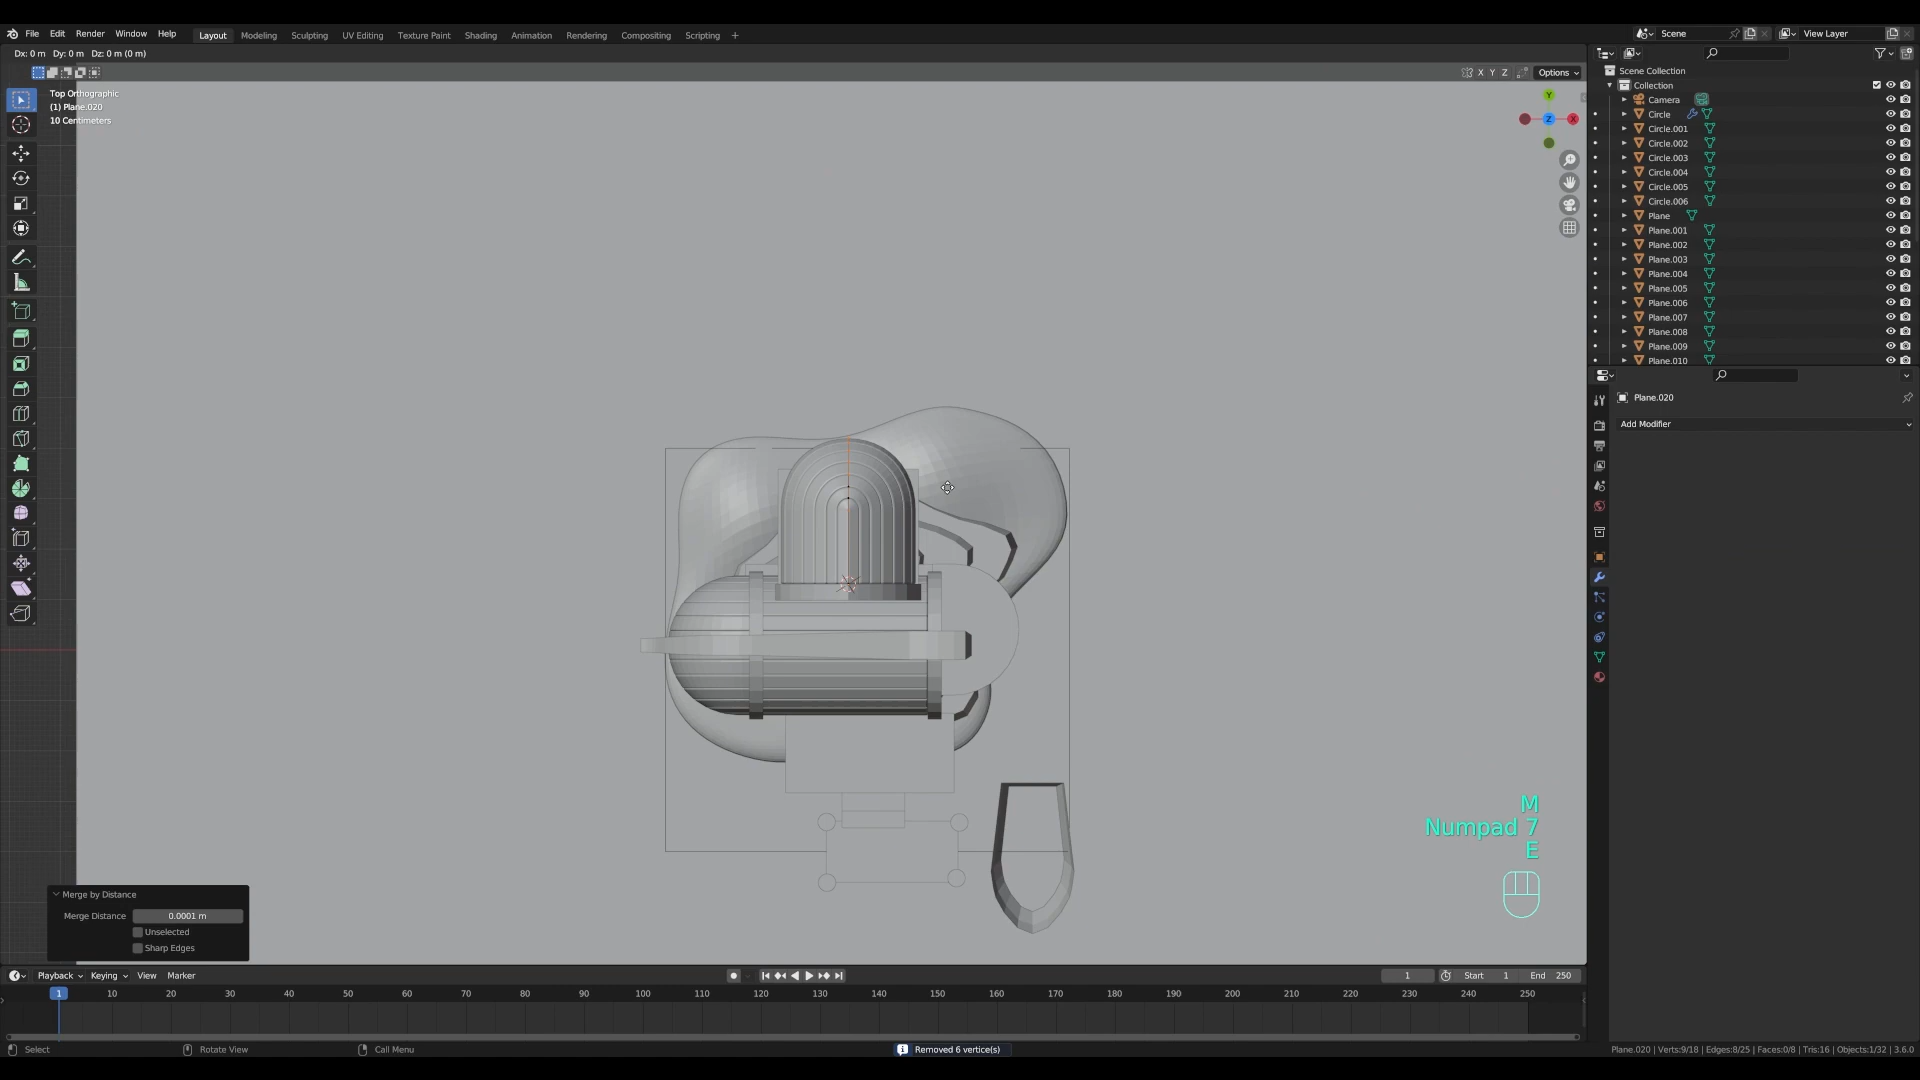 File Edit Render Window Help Layout Modeling Sculpting UV Editing Texture Paint Shading Animation Rendering Compositing Scripting + Scene View Layer
Dx: 0 m Dy: 0 m Dz: 0 m (0 m)
X Y Z Options
Top Orthographic
(1) Plane.020
10 Centimeters
Y
Z
X
Scene Collection
Collection
Camera
Circle
Circle.001
Circle.002
Circle.003
Circle.004
Circle.005
Circle.006
Plane
Plane.001
Plane.002
Plane.003
Plane.004
Plane.005
Plane.006
Plane.007
Plane.008
Plane.009
Plane.010
Plane.020
Add Modifier
M
Numpad 7
E
Merge by Distance
Merge Distance 0.0001 m
Unselected
Sharp Edges
Playback Keying View Marker 1 Start 1 End 250
1 10 20 30 40 50 60 70 80 90 100 110 120 130 140 150 160 170 180 190 200 210 220 230 240 250
Select Rotate View Call Menu Removed 6 vertice(s) Plane.020 | Verts:9/18 | Edges:8/25 | Faces:0/8 | Tris:16 | Objects:1/32 | 3.6.0